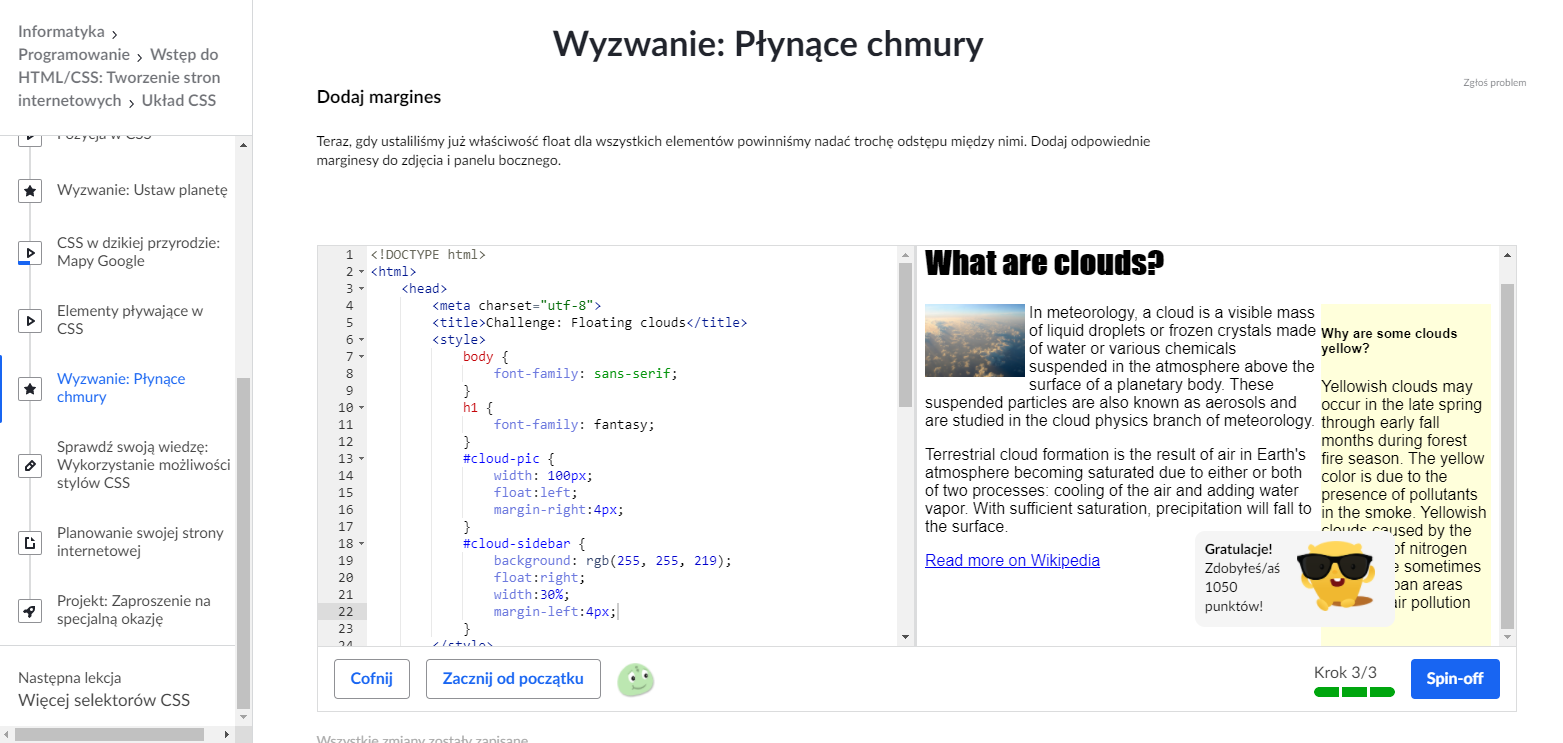 Informatyka
Programowanie
Wstęp do
HTML/CSS: Tworzenie stron
internetowych
Układ CSS
Pozycja w CSS
Wyzwanie: Ustaw planetę
CSS w dzikiej przyrodzie:
Mapy Google
Elementy pływające w
CSS
Wyzwanie: Płynące
chmury
Sprawdź swoją wiedzę:
Wykorzystanie możliwości
stylów CSS
Planowanie swojej strony
internetowej
Projekt: Zaproszenie na
specjalną okazję
Następna lekcja
Więcej selektorów CSS
Wyzwanie: Płynące chmury
Zgłoś problem
Dodaj margines
Teraz, gdy ustaliliśmy już właściwość float dla wszystkich elementów powinniśmy nadać trochę odstępu między nimi. Dodaj odpowiednie
marginesy do zdjęcia i panelu bocznego.
1 <!DOCTYPE html>
2 <html>
3 <head>
4 <meta charset="utf-8">
5 <title>Challenge: Floating clouds</title>
6 <style>
7 body {
8 font-family: sans-serif;
9 }
10 h1 {
11 font-family: fantasy;
12 }
13 #cloud-pic {
14 width: 100px;
15 float:left;
16 margin-right:4px;
17 }
18 #cloud-sidebar {
19 background: rgb(255, 255, 219);
20 float:right;
21 width:30%;
22 margin-left:4px;
23 }
24 </style>
What are clouds?
In meteorology, a cloud is a visible mass
of liquid droplets or frozen crystals made
of water or various chemicals
suspended in the atmosphere above the
surface of a planetary body. These
suspended particles are also known as aerosols and
are studied in the cloud physics branch of meteorology.
Terrestrial cloud formation is the result of air in Earth's
atmosphere becoming saturated due to either or both
of two processes: cooling of the air and adding water
vapor. With sufficient saturation, precipitation will fall to
the surface.
Read more on Wikipedia
Why are some clouds
yellow?
Yellowish clouds may
occur in the late spring
through early fall
months during forest
fire season. The yellow
color is due to the
presence of pollutants
in the smoke. Yellowish
clouds caused by the
of nitrogen
sometimes
areas
air pollution
Gratulacje!
Zdobyłeś/aś
1050
punktów!
Cofnij
Zacznij od początku
Krok 3/3
Spin-off
Wszystkie zmiany zostały zapisane